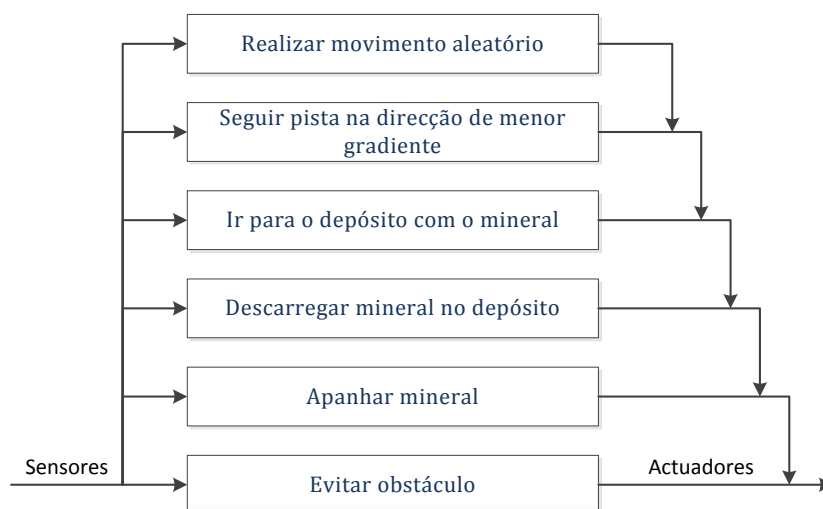 Realizar movimento aleatório
Seguir pista na direcção de menor
gradiente
Ir para o depósito com o mineral
Descarregar mineral no depósito
Apanhar mineral
Sensores
Evitar obstáculo
Actuadores